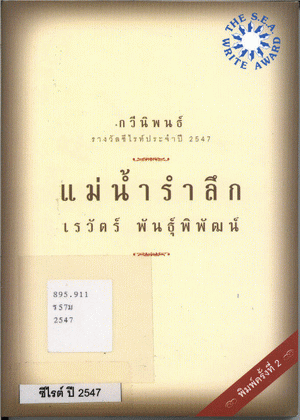 THE S.E.A.
WRITE AWARD
กวีนิพนธ์
รางวัลซีไรท์ประจำปี 2547
แม่น้ำรำลึก
เรวัตร์ พันธุ์พิพัฒน์
895.911
ร57ม
2547
พิมพ์ครั้งที่ 2
ซีไรต์ ปี 2547